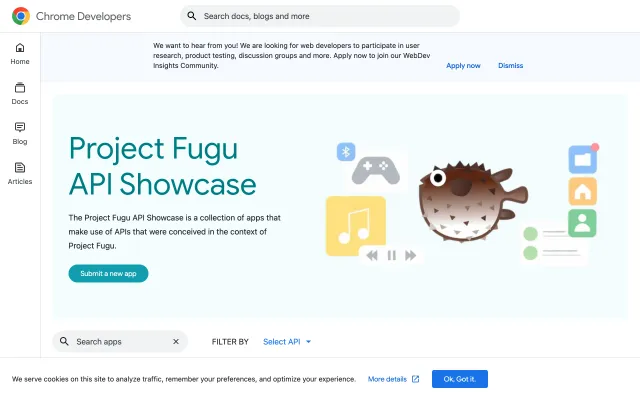 Chrome Developers
Search docs, blogs and more
Home
Docs
Blog
Articles
We want to hear from you! We are looking for web developers to participate in user
research, product testing, discussion groups and more. Apply now to join our WebDev
Insights Community.
Apply now
Dismiss
Project Fugu
API Showcase
The Project Fugu API Showcase is a collection of apps that
make use of APIs that were conceived in the context of
Project Fugu.
Submit a new app
Search apps
FILTER BY
Select API
We serve cookies on this site to analyze traffic, remember your preferences, and optimize your experience.
More details
Ok, Got it.